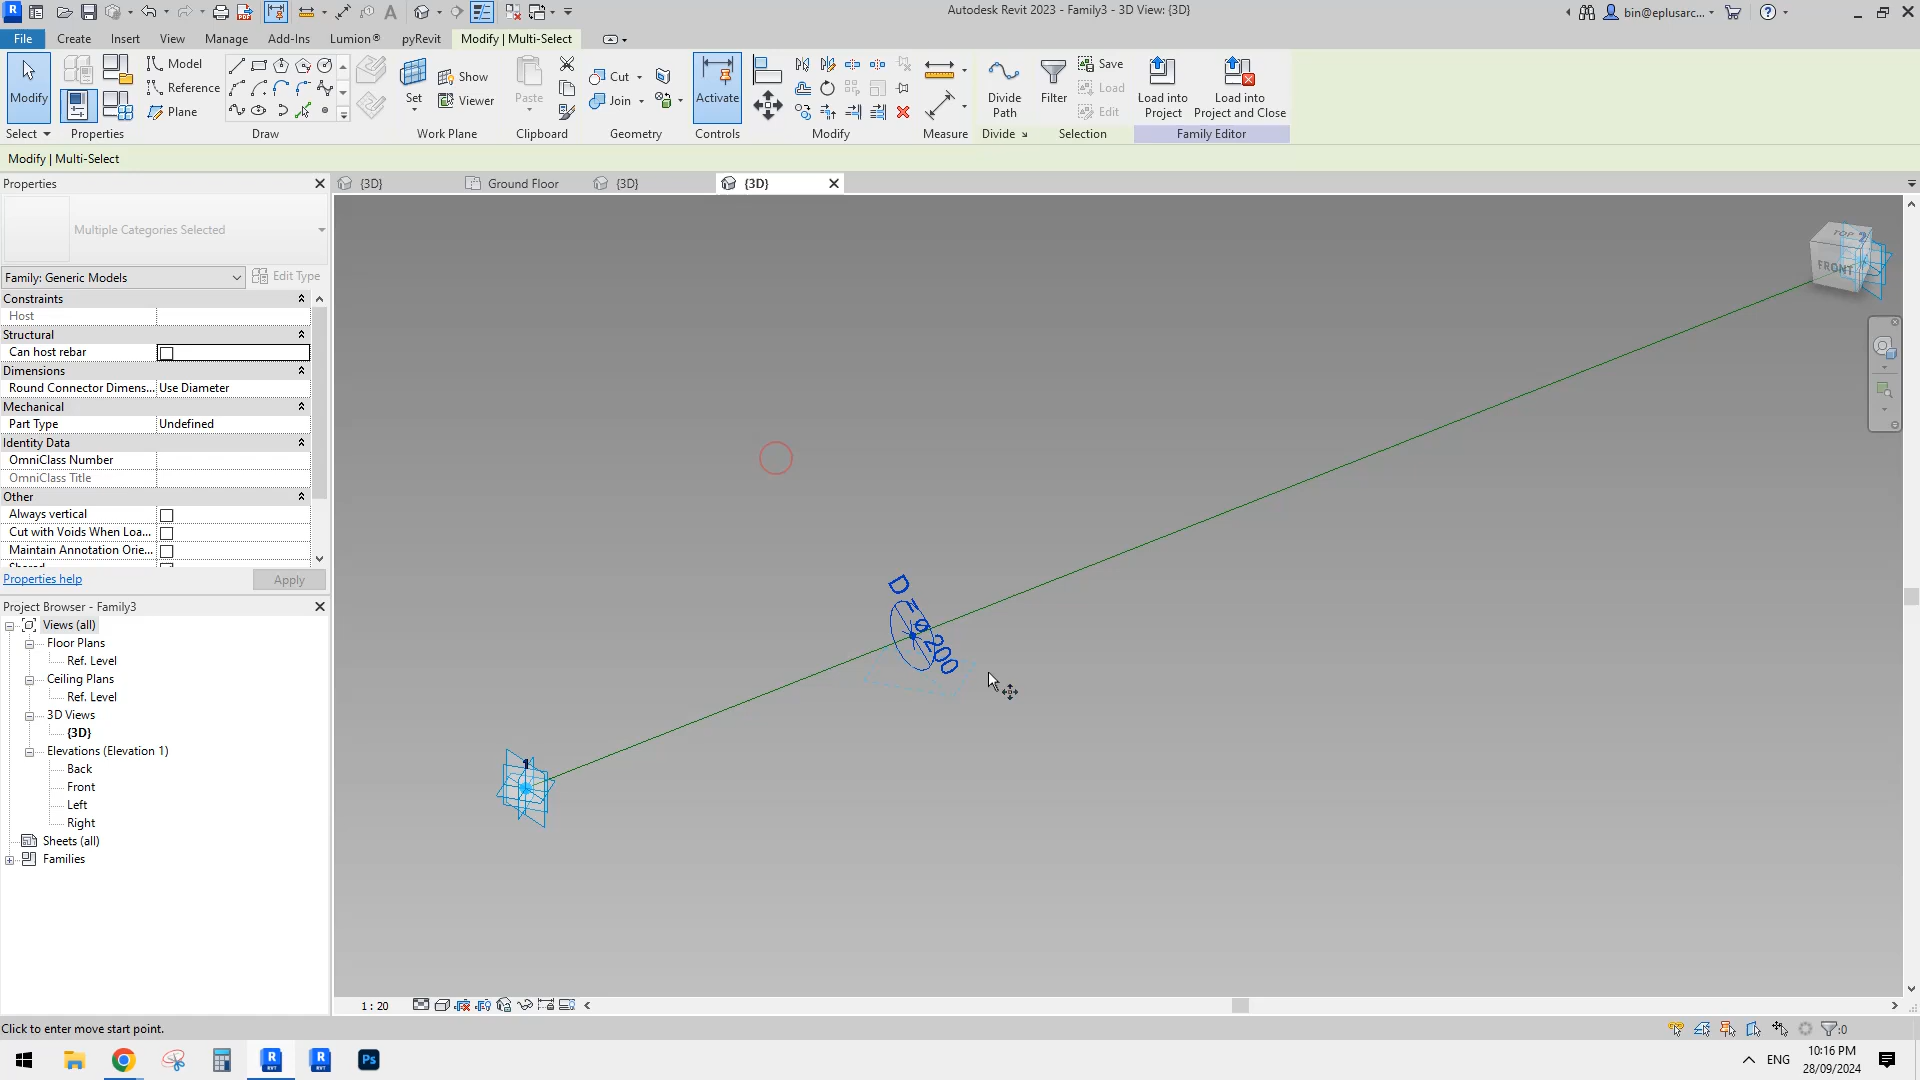 Autodesk Revit 2023 - Family3 - 3D View: {3D}
bin@eplusarc...
File
Create
Insert
View
Manage
Add-Ins
Lumion®
pyRevit
Modify | Multi-Select
Modify
Model
Reference
Plane
Set
Show
Viewer
Paste
Cut
Join
Activate
Divide
Path
Filter
Save
Load
Edit
Load into
Project
Load into
Project and Close
Select
Properties
Draw
Work Plane
Clipboard
Geometry
Controls
Modify
Measure
Divide
Selection
Family Editor
Modify | Multi-Select
Properties
{3D}
Ground Floor
{3D}
{3D}
Multiple Categories Selected
Family: Generic Models
Edit Type
Constraints
Host
Structural
Can host rebar
Dimensions
Round Connector Dimens...
Use Diameter
Mechanical
Part Type
Undefined
Identity Data
OmniClass Number
OmniClass Title
Other
Always vertical
Cut with Voids When Loa...
Maintain Annotation Orie...
Properties help
Apply
Project Browser - Family3
Views (all)
Floor Plans
Ref. Level
Ceiling Plans
Ref. Level
3D Views
{3D}
Elevations (Elevation 1)
Back
Front
Left
Right
Sheets (all)
Families
TOP
2
FRONT
D = ø 200
1
1 : 20
Click to enter move start point.
:0
Ps
ENG
10:16 PM
28/09/2024